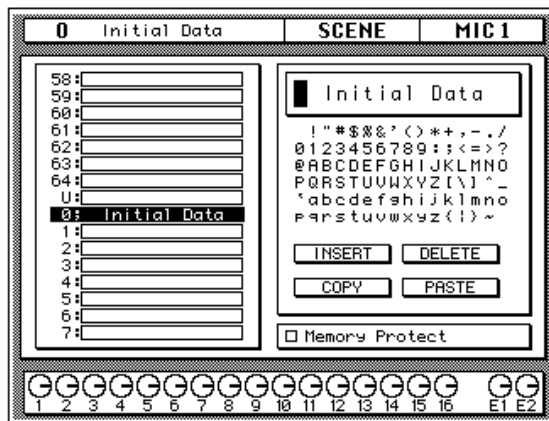 0 Initial Data SCENE MIC 1
58:
59:
60:
61:
62:
63:
64:
U:
0; Initial Data
1:
2:
3:
4:
5:
6:
7:
Initial Data
!"#$%&'()*+,-./
0123456789:;<=>?
@ABCDEFGHIJKLMNO
PQRSTUVWXYZ[\]^_
`abcdefghijklmno
pqrstuvwxyz{|}~
INSERT DELETE
COPY PASTE
Memory Protect
1 2 3 4 5 6 7 8 9 10 11 12 13 14 15 16 E1 E2